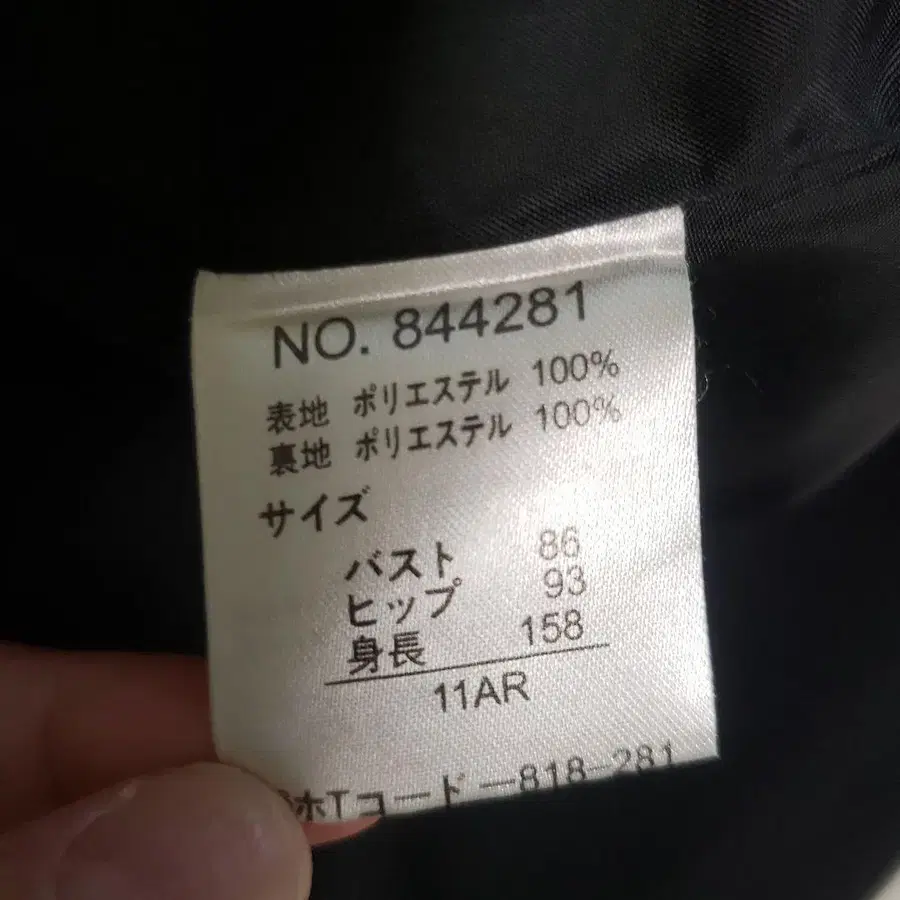 NO. 844281
表地 ポリエステル 100%
裏地 ポリエステル 100%
サイズ
バスト 86
ヒップ 93
身長 158
11AR
ホTコード ー818-281